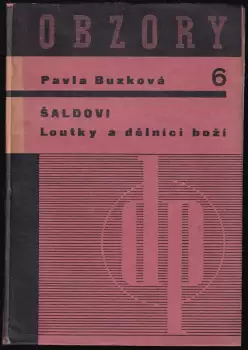 OBZORY
Pavla Buzková 6
ŠALDOVI
Loutky a dělníci boží
dp